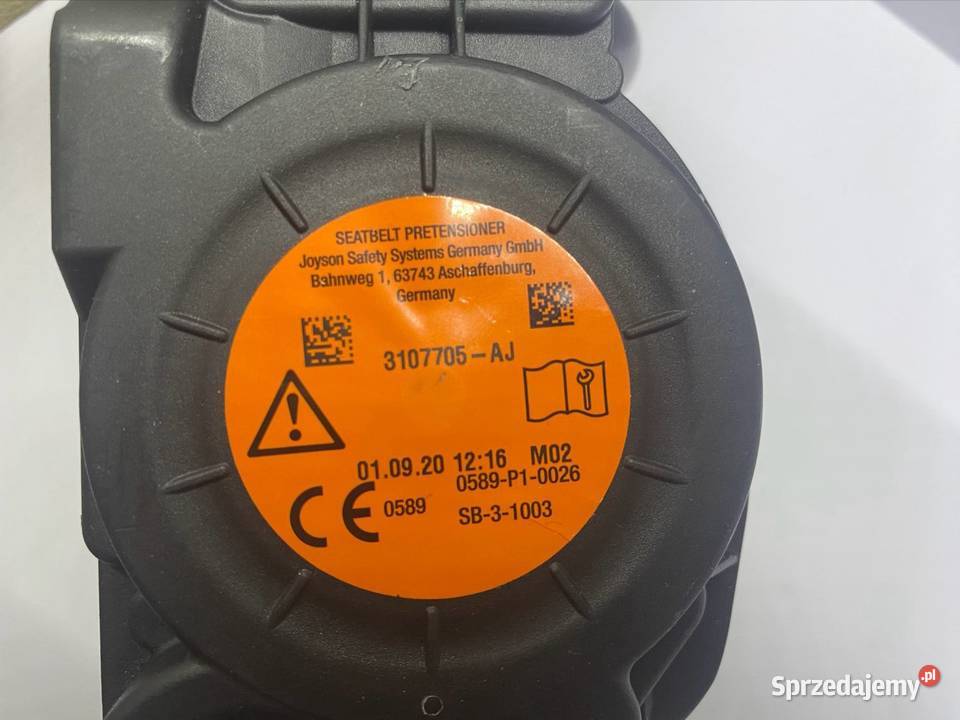 SEATBELT PRETENSIONER
Joyson Safety Systems Germany GmbH
Bahnweg 1, 63743 Aschaffenburg,
Germany
3107705-AJ
01.09.20 12:16 M02
0589-P1-0026
CE 0589
SB-3-1003
Sprzedajemy.pl